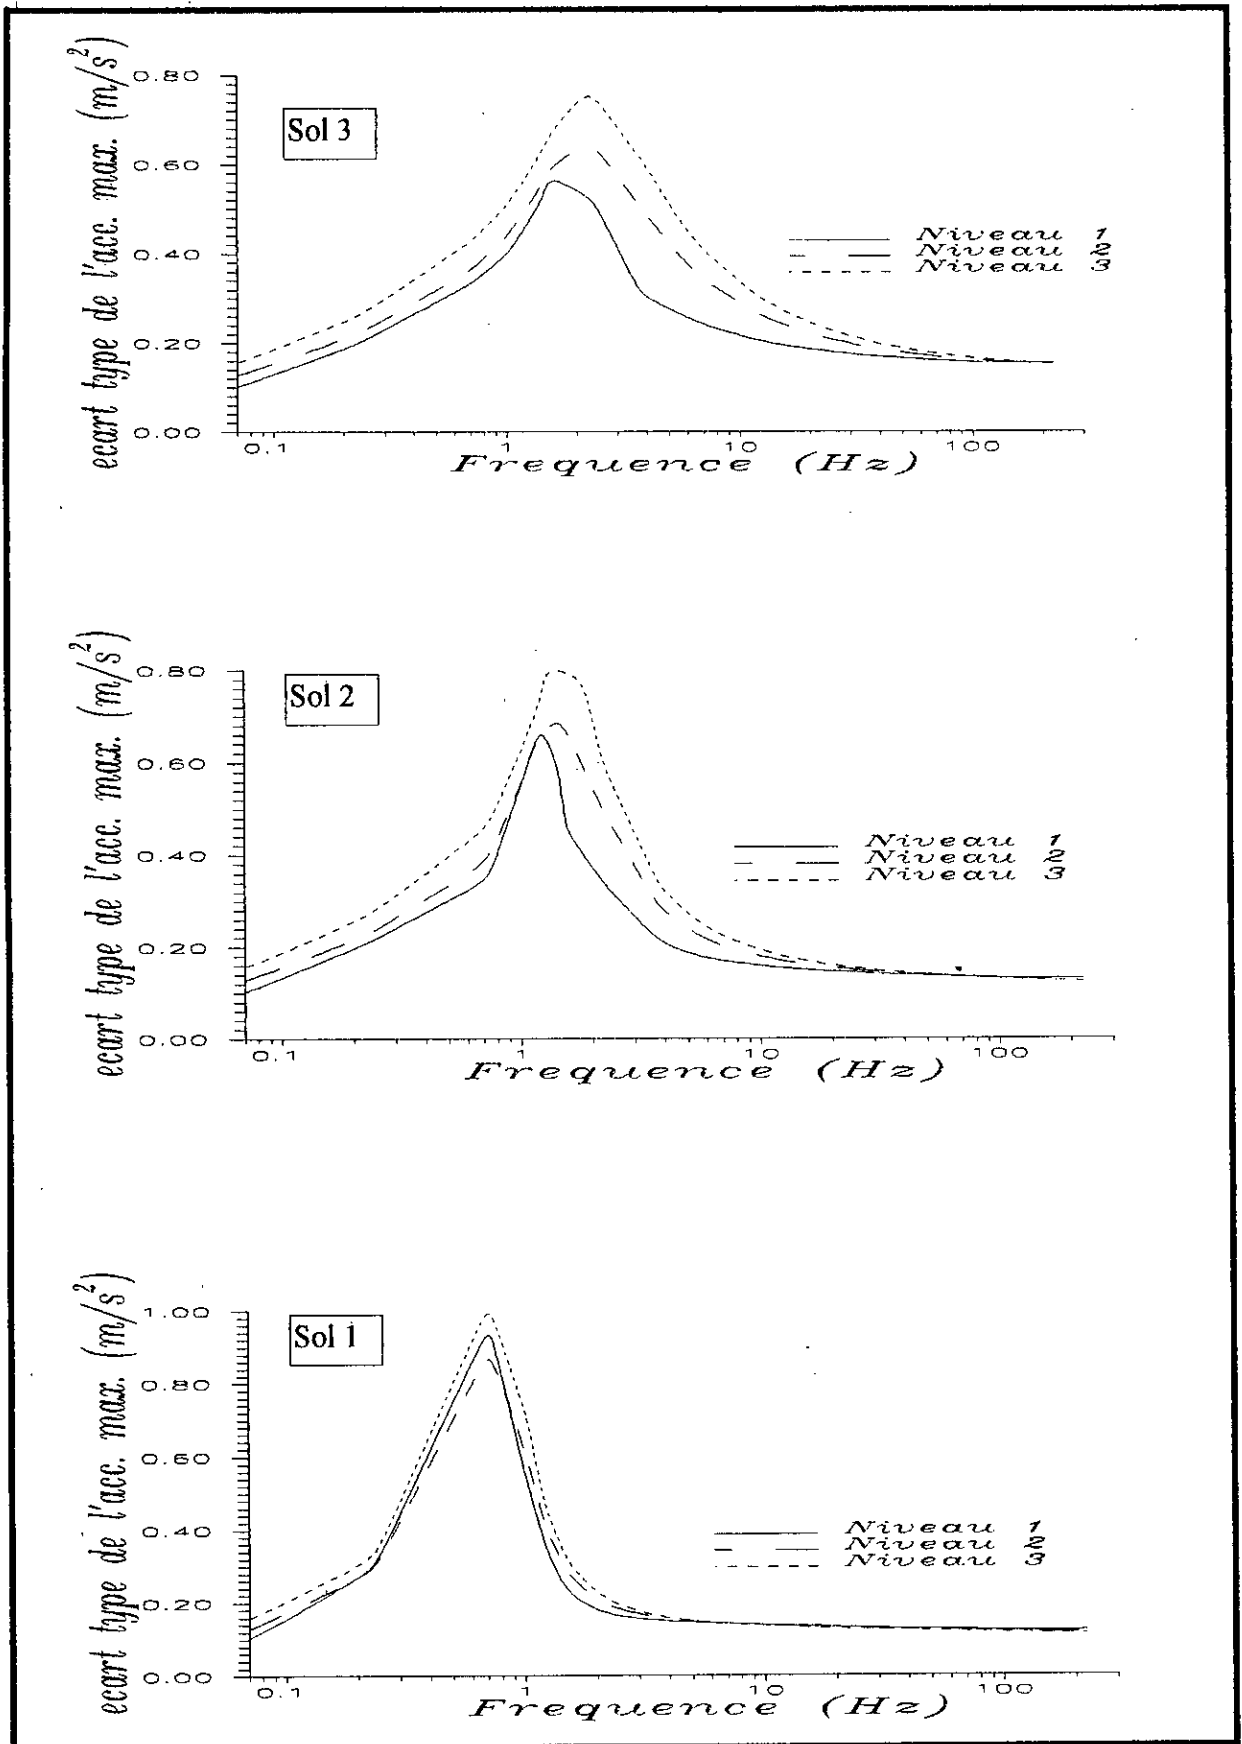 ecart type de l'acc. max. (m/s²)
0.80
0.60
0.40
0.20
0.00
Sol 3
Niveau 1
Niveau 2
Niveau 3
0.1 1 10 100
Frequence (Hz)
ecart type de l'acc. max. (m/s²)
0.80
0.60
0.40
0.20
0.00
Sol 2
Niveau 1
Niveau 2
Niveau 3
0.1 1 10 100
Frequence (Hz)
ecart type de l'acc. max. (m/s²)
1.00
0.80
0.60
0.40
0.20
0.00
Sol 1
Niveau 1
Niveau 2
Niveau 3
0.1 1 10 100
Frequence (Hz)